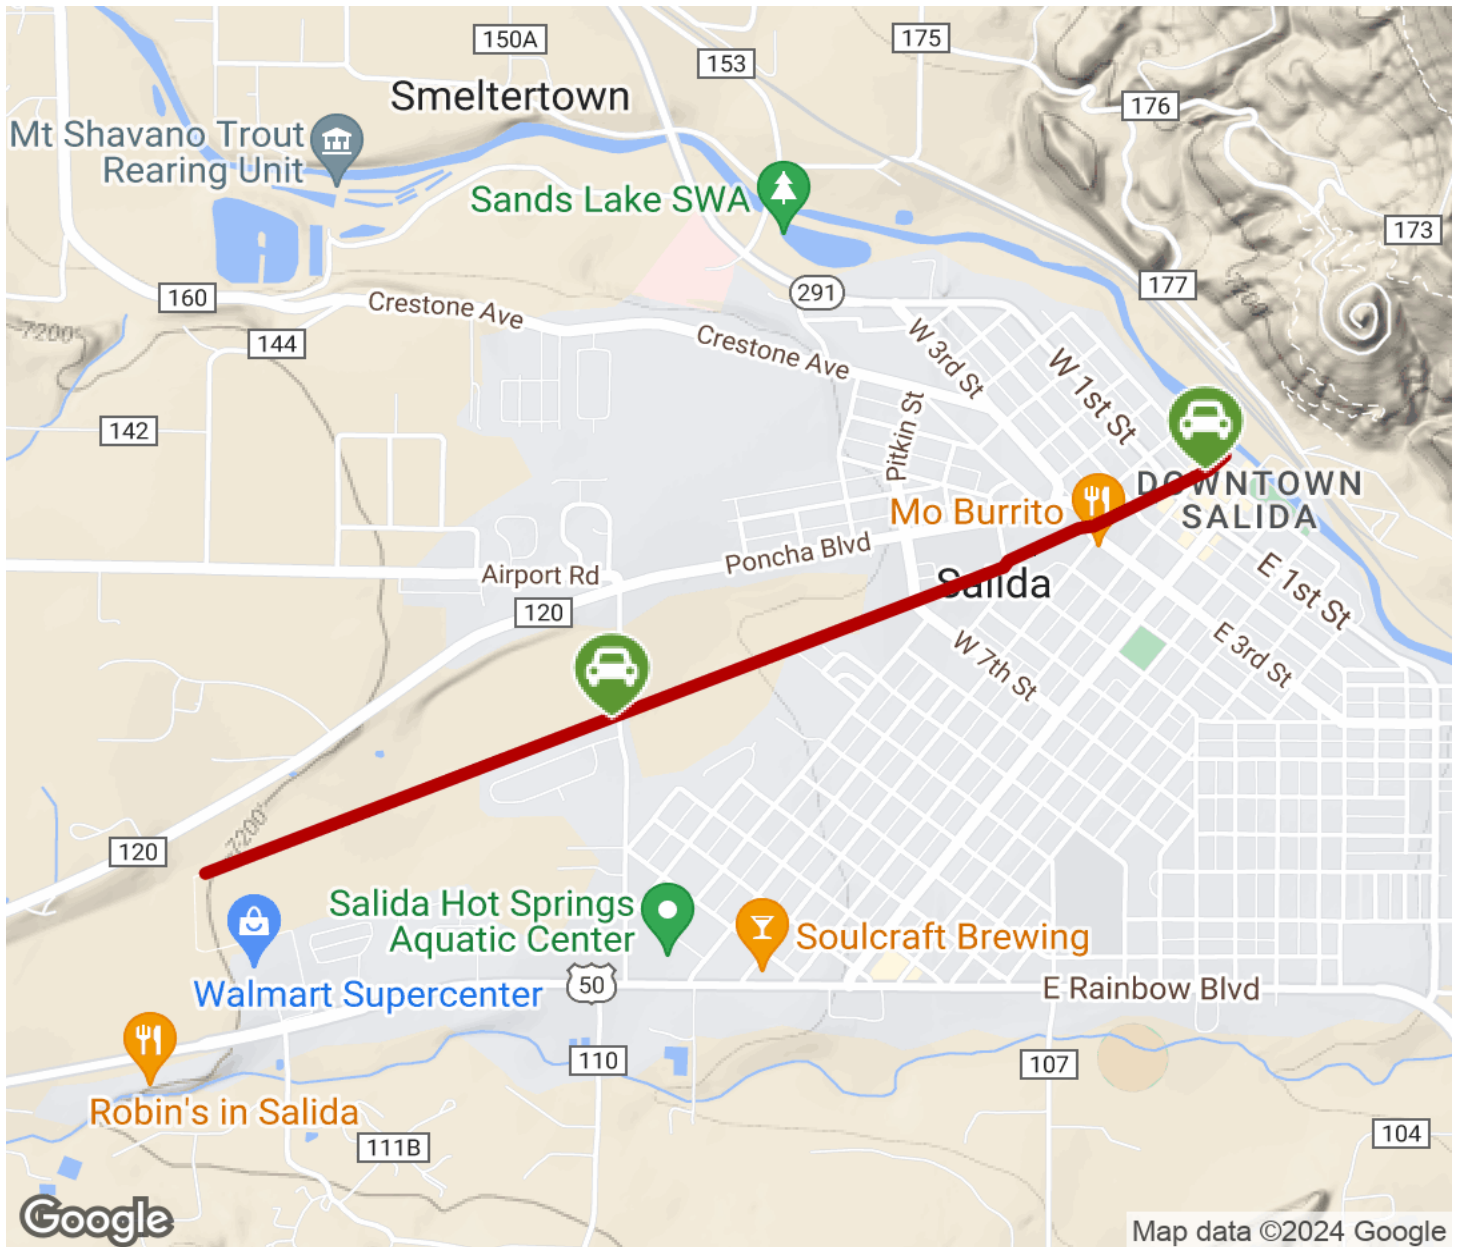 150A
175
153
Smeltertown
176
Mt Shavano Trout
Rearing Unit
Sands Lake SWA
173
177
160
291
7200
Crestone Ave
7200'
144
Crestone Ave
W 3rd St
W 1st St
142
Pitkin St
DOWNTOWN
SALIDA
Mo Burrito
Poncha Blvd
Airport Rd
Salida
E 1st St
120
W 7th St
E 3rd St
7200'
120
Salida Hot Springs
Aquatic Center
Soulcraft Brewing
Walmart Supercenter
50
E Rainbow Blvd
110
107
Robin's in Salida
111B
104
Google
Map data ©2024 Google